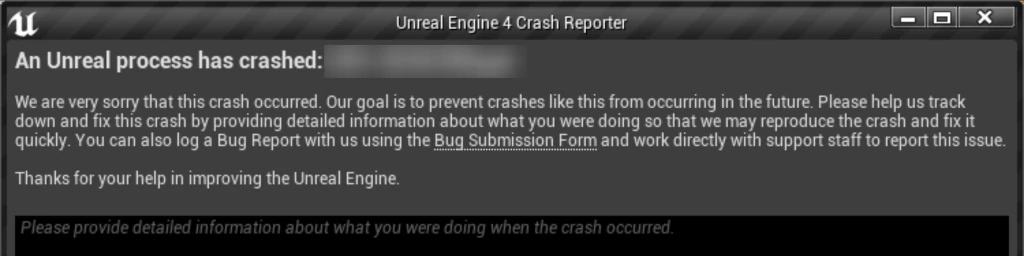 Unreal Engine 4 Crash Reporter
An Unreal process has crashed:
We are very sorry that this crash occurred. Our goal is to prevent crashes like this from occurring in the future. Please help us track
down and fix this crash by providing detailed information about what you were doing so that we may reproduce the crash and fix it
quickly. You can also log a Bug Report with us using the Bug Submission Form and work directly with support staff to report this issue.
Thanks for your help in improving the Unreal Engine.
Please provide detailed information about what you were doing when the crash occurred.